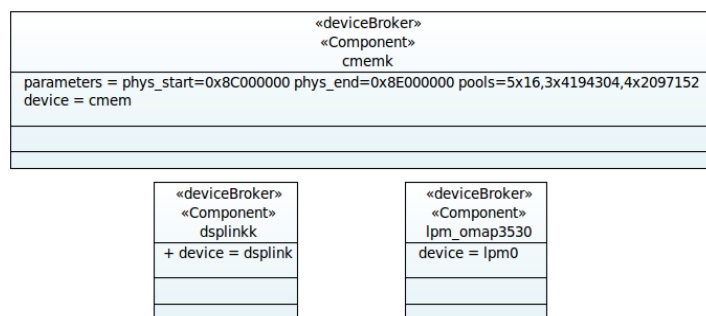 «deviceBroker»
«Component»
cmemk
parameters = phys_start=0x8C000000 phys_end=0x8E000000 pools=5x16,3x4194304,4x2097152
device = cmem
«deviceBroker»
«Component»
dsplinkk
+ device = dsplink
«deviceBroker»
«Component»
lpm_omap3530
device = lpm0